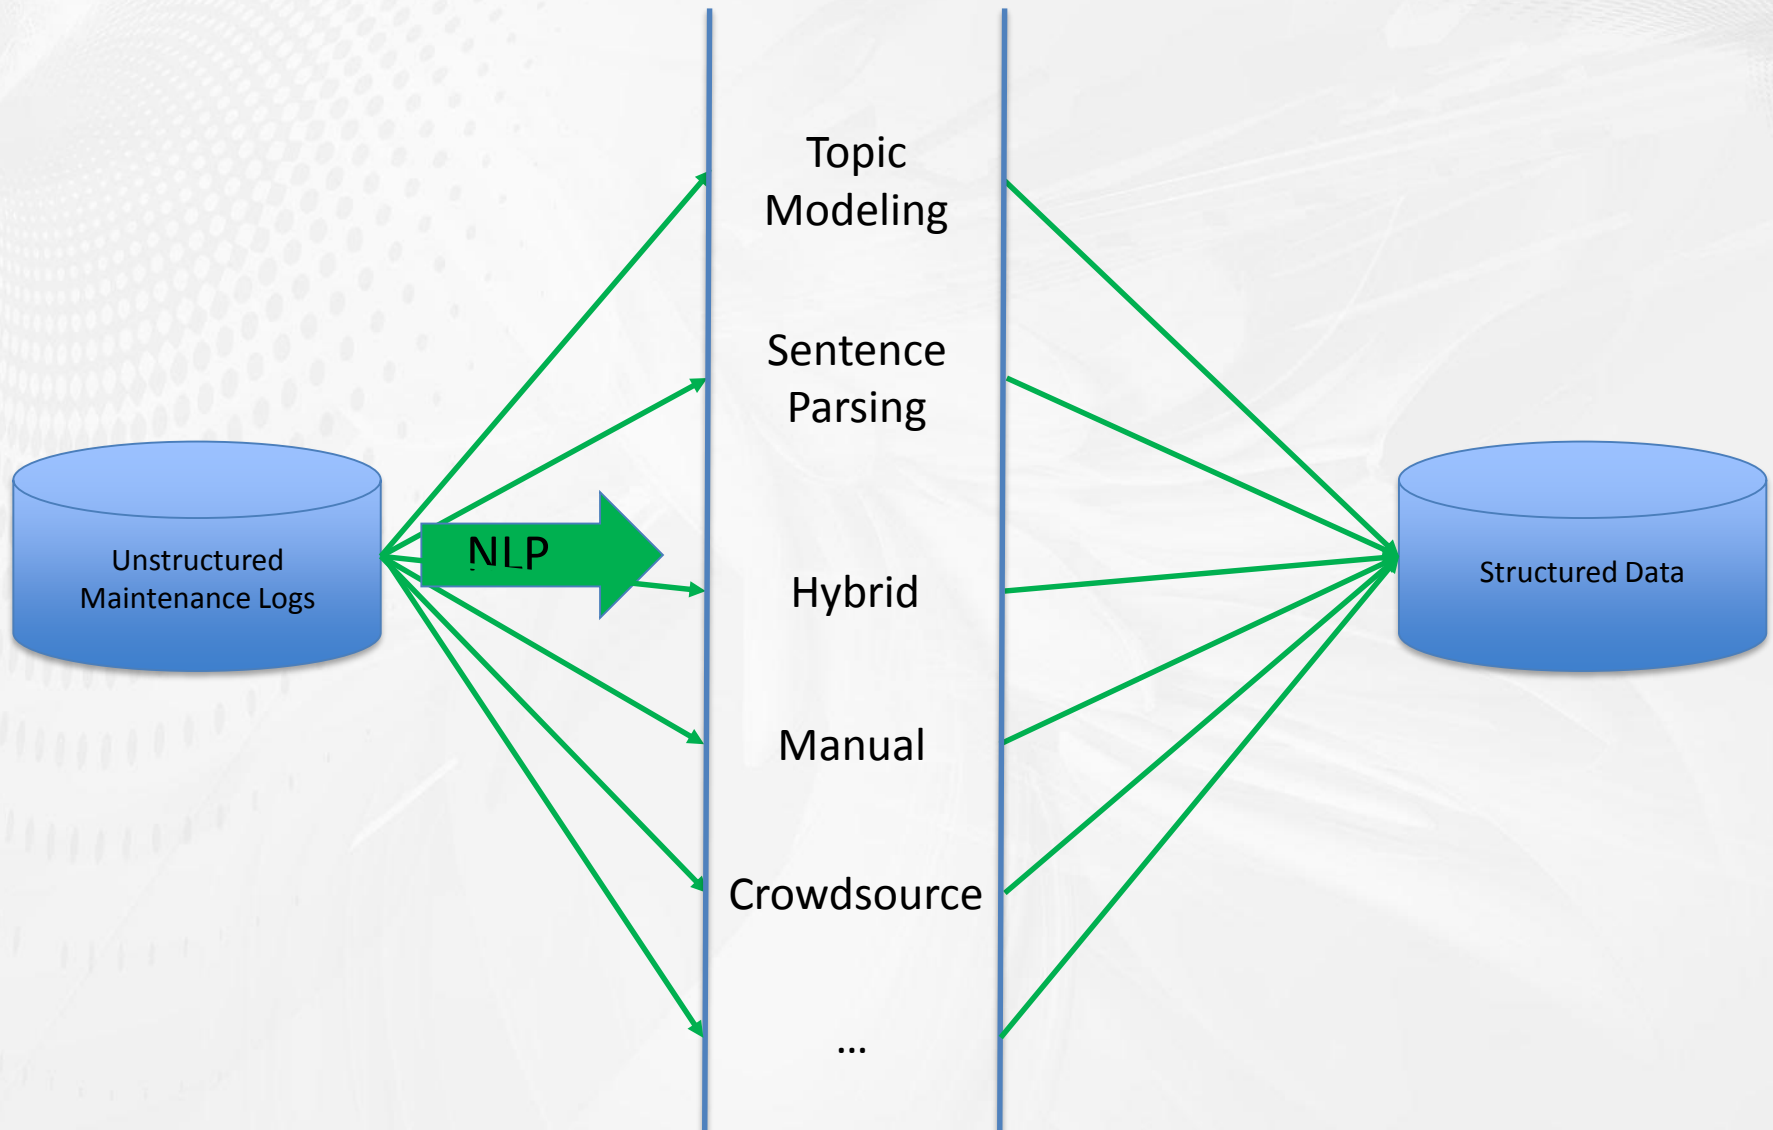 Unstructured
Maintenance Logs
NLP
Topic
Modeling
Sentence
Parsing
Hybrid
Manual
Crowdsource
...
Structured Data